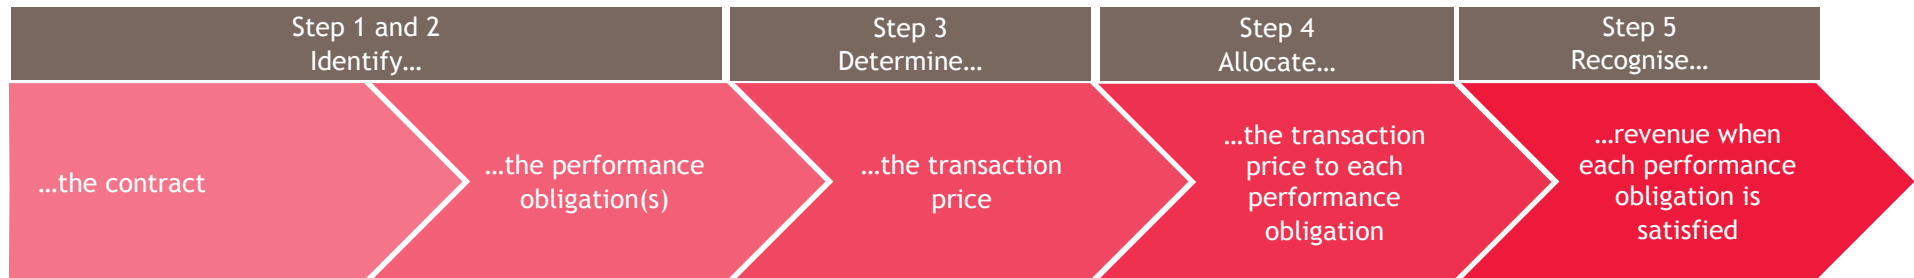 Step 1 and 2
Identify…
Step 3
Determine…
Step 4
Allocate…
Step 5
Recognise…
…the contract
…the performance
obligation(s)
…the transaction
price
…the transaction
price to each
performance
obligation
…revenue when
each performance
obligation is
satisfied